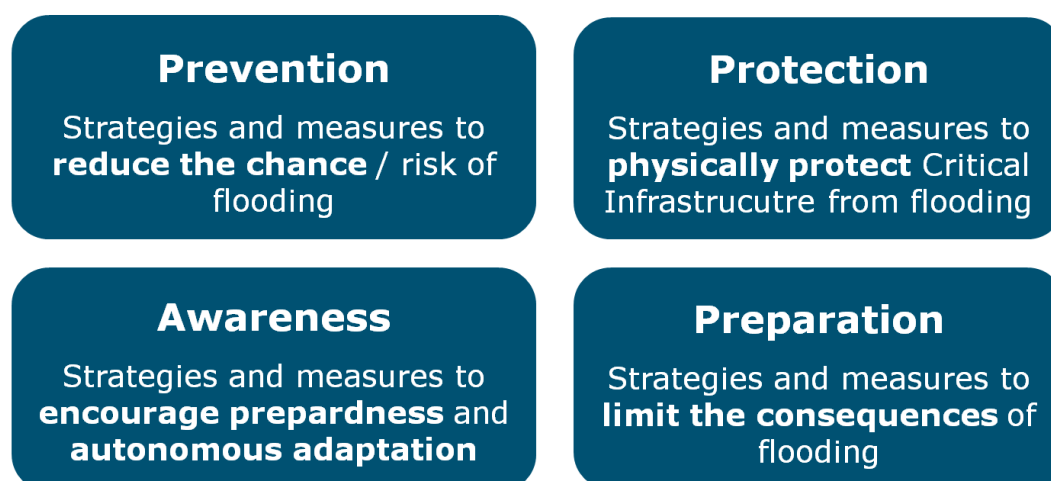 Prevention
Strategies and measures to
reduce the chance / risk of
flooding
Protection
Strategies and measures to
physically protect Critical
Infrastrucutre from flooding
Awareness
Strategies and measures to
encourage prepardness and
autonomous adaptation
Preparation
Strategies and measures to
limit the consequences of
flooding